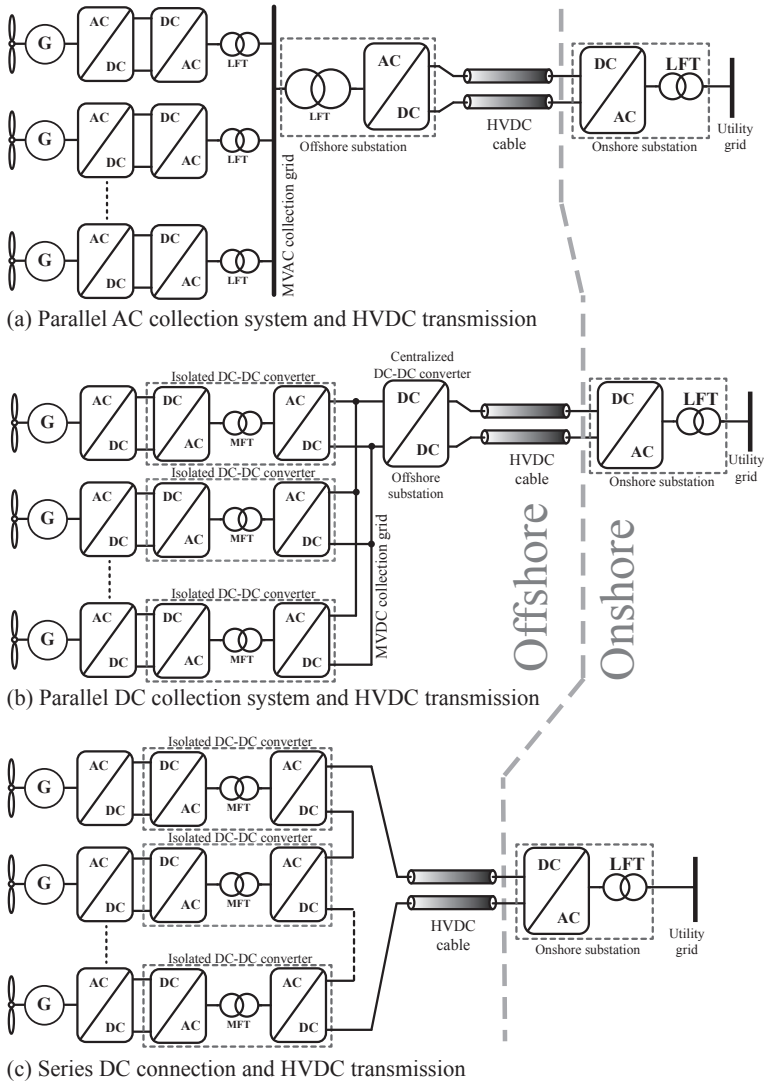 AC
DC
DC
AC
G
LFT
AC
DC
DC
AC
G
LFT
AC
DC
DC
AC
G
LFT
MVAC collection grid
LFT
AC
DC
Offshore substation
HVDC
cable
DC
AC
LFT
Onshore substation
Utility
grid
(a) Parallel AC collection system and HVDC transmission
Isolated DC-DC converter
G
AC
DC
DC
AC
MFT
AC
DC
Isolated DC-DC converter
G
AC
DC
DC
AC
MFT
AC
DC
Isolated DC-DC converter
G
AC
DC
DC
AC
MFT
AC
DC
MVDC collection grid
Centralized
DC-DC converter
DC
DC
Offshore
substation
HVDC
cable
DC
AC
LFT
Onshore substation
Utility
grid
Offshore
Onshore
(b) Parallel DC collection system and HVDC transmission
Isolated DC-DC converter
G
AC
DC
DC
AC
MFT
AC
DC
Isolated DC-DC converter
G
AC
DC
DC
AC
MFT
AC
DC
Isolated DC-DC converter
G
AC
DC
DC
AC
MFT
AC
DC
HVDC
cable
DC
AC
LFT
Onshore substation
Utility
grid
(c) Series DC connection and HVDC transmission